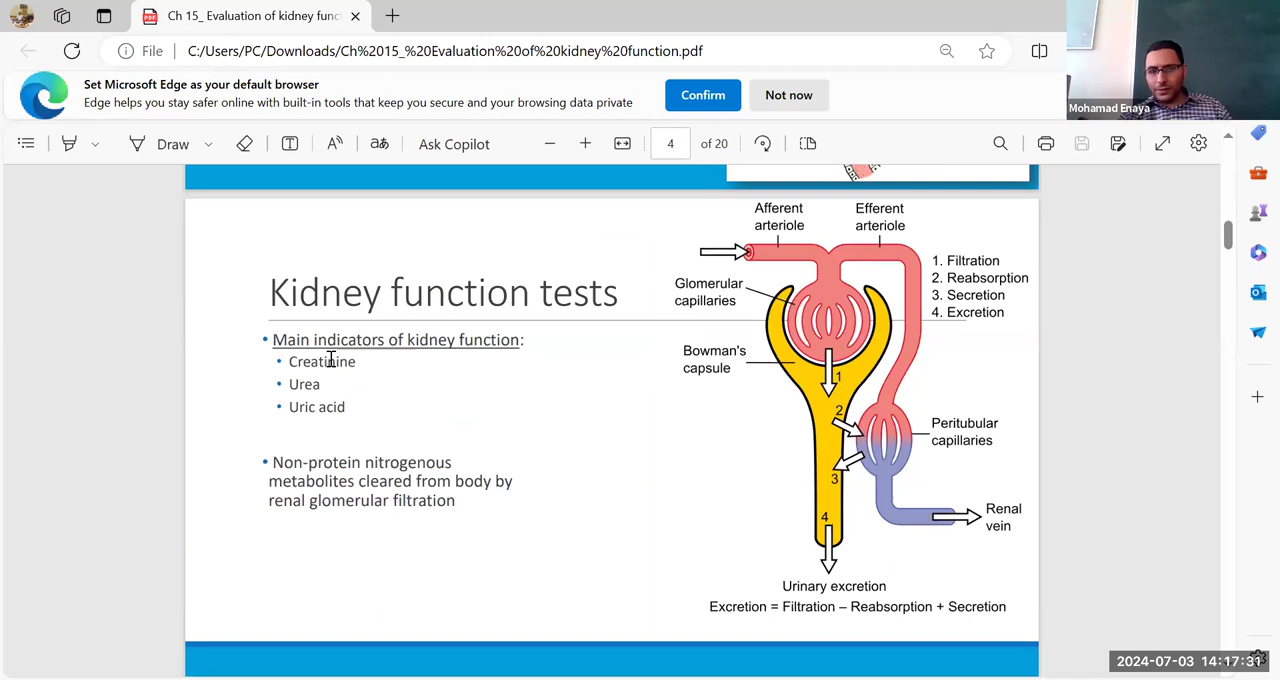 Ch 15_ Evaluation of kidney func
File
C:/Users/PC/Downloads/Ch%2015_%20Evaluation%20of%20kidney%20function.pdf
Set Microsoft Edge as your default browser
Edge helps you stay safer online with built-in tools that keep you secure and your browsing data private
Confirm
Not now
Mohamad Enaya
Draw
Ask Copilot
4
of 20
Kidney function tests
• Main indicators of kidney function:
• Creatinine
• Urea
• Uric acid
• Non-protein nitrogenous
metabolites cleared from body by
renal glomerular filtration
Afferent
arteriole
Efferent
arteriole
1. Filtration
2. Reabsorption
3. Secretion
4. Excretion
Glomerular
capillaries
Bowman's
capsule
1
2
3
4
Peritubular
capillaries
Renal
vein
Urinary excretion
Excretion = Filtration – Reabsorption + Secretion
2024-07-03 14:17:31